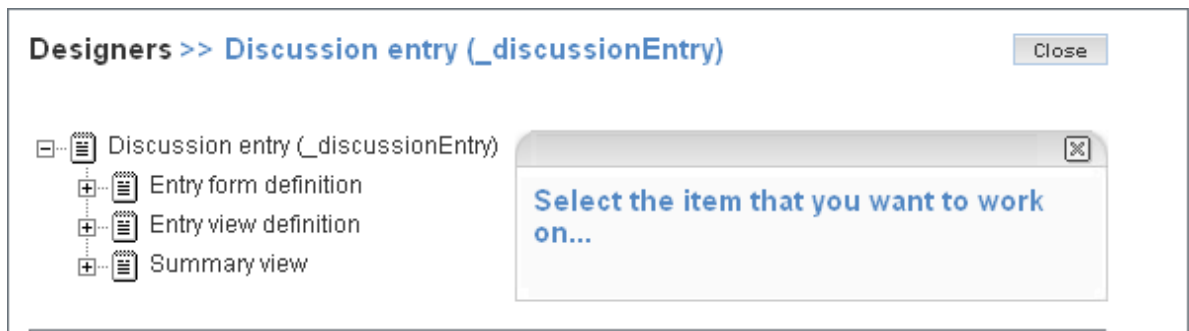 Designers >> Discussion entry (_discussionEntry)
Close
Discussion entry (_discussionEntry)
Entry form definition
Entry view definition
Summary view
Select the item that you want to work
on...